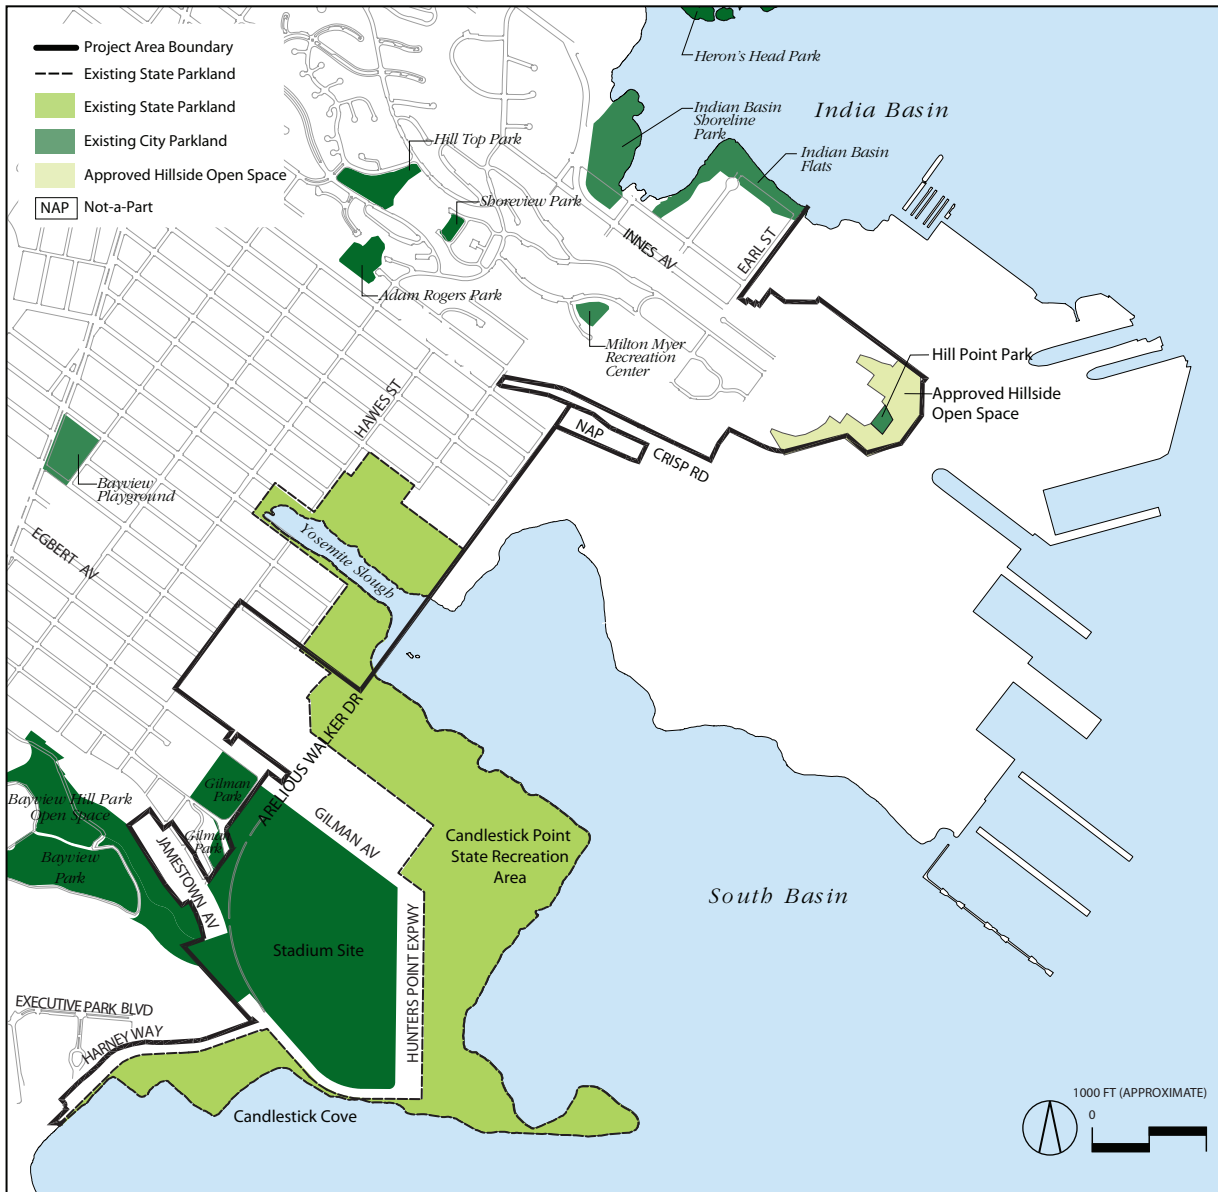 Project Area Boundary
Existing State Parkland
Existing State Parkland
Existing City Parkland
Approved Hillside Open Space
NAP Not-a-Part
Heron's Head Park
Indian Basin
Shoreline
Park
India Basin
Hill Top Park
Indian Basin
Flats
Shoreview Park
INNES AV
EARL ST
Adam Rogers Park
Milton Myer
Recreation
Center
Hill Point Park
Approved Hillside
Open Space
HAWES ST
NAP
CRISP RD
Bayview
Playground
Yosemite Slough
EGBERT AV
ARELIOUS WALKER DR
Gilman
Park
Bayview Hill Park
Open Space
GILMAN AV
Gilman
Park
JAMESTOWN AV
Bayview
Park
Candlestick Point
State Recreation
Area
South Basin
Stadium Site
HUNTERS POINT EXPWY
EXECUTIVE PARK BLVD
HARNEY WAY
Candlestick Cove
1000 FT (APPROXIMATE)
0